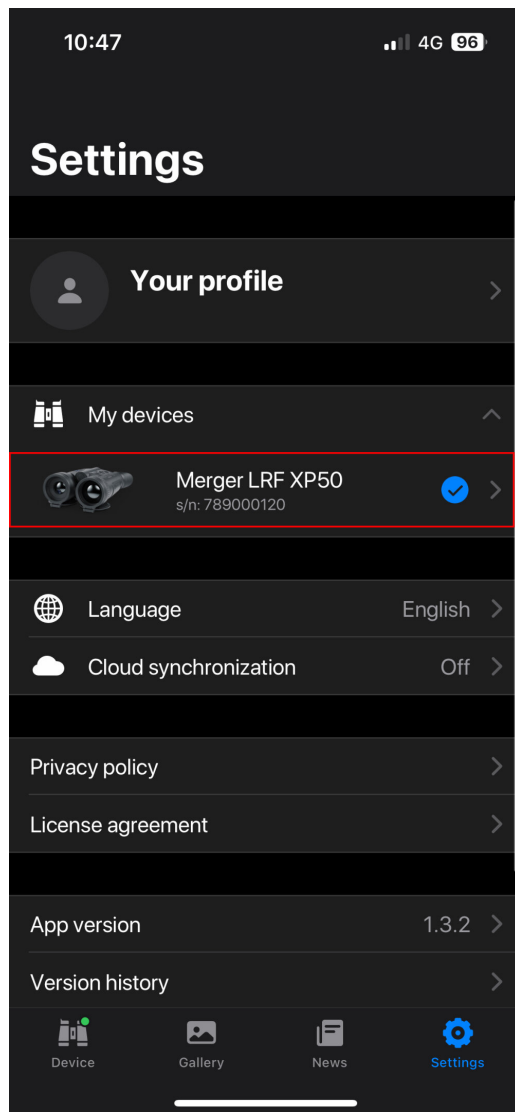 10:47
4G 96
Settings
Your profile
My devices
Merger LRF XP50
s/n: 789000120
Language English
Cloud synchronization Off
Privacy policy
License agreement
App version 1.3.2
Version history
Device Gallery News Settings